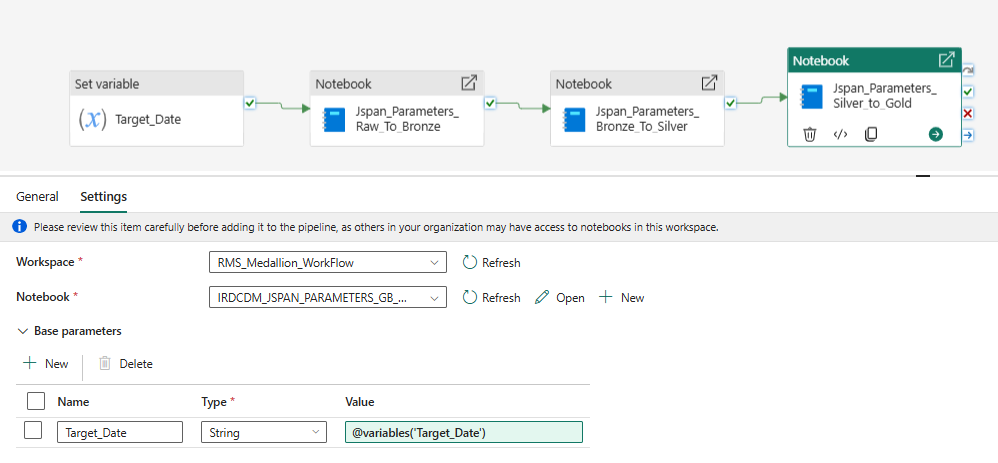 Set variable
(x) Target_Date
Notebook
Jspan_Parameters_
Raw_To_Bronze
Notebook
Jspan_Parameters_
Bronze_To_Silver
Notebook
Jspan_Parameters_
Silver_to_Gold
</>
General Settings
Please review this item carefully before adding it to the pipeline, as others in your organization may have access to notebooks in this workspace.
Workspace * RMS_Medallion_WorkFlow Refresh
Notebook * IRDCDM_JSPAN_PARAMETERS_GB_... Refresh Open New
Base parameters
New Delete
Name Type * Value
Target_Date String @variables('Target_Date')